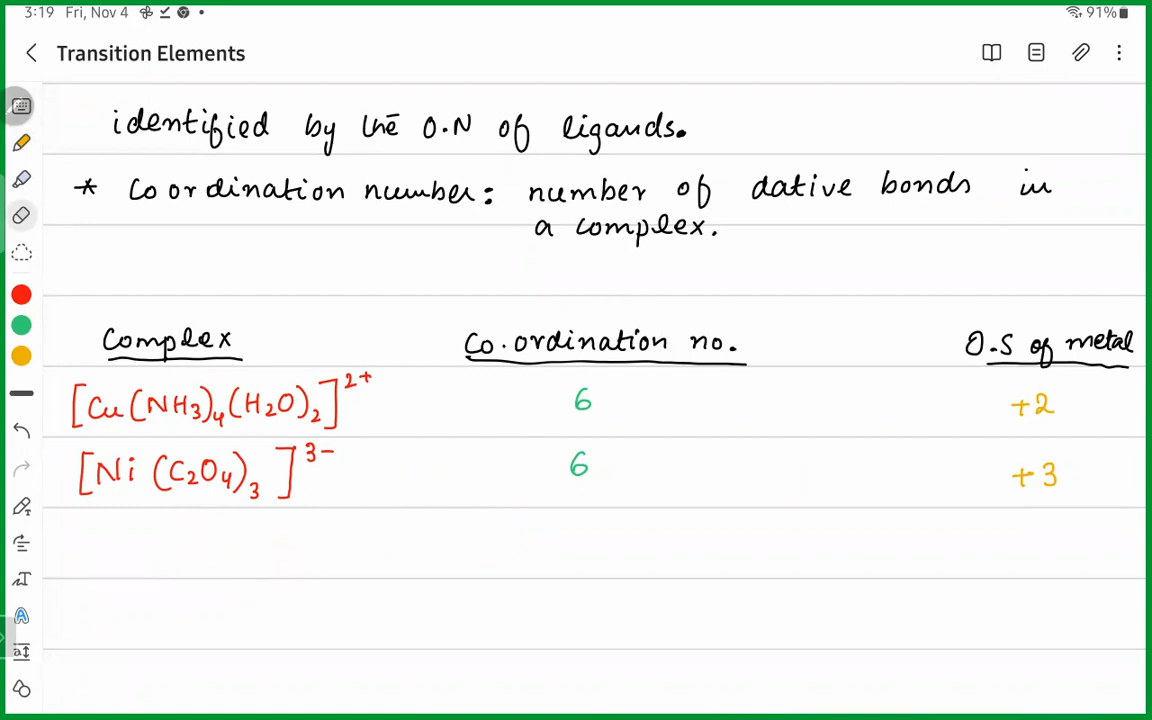 3:19 Fri, Nov 4 91%
Transition Elements
identified by the O.N of ligands.
* Coordination number: number of dative bonds in
a complex.
Complex Co.ordination no. O.S of metal
[Cu(NH3)4(H2O)2]2+ 6 +2
[Ni(C2O4)3]3- 6 +3